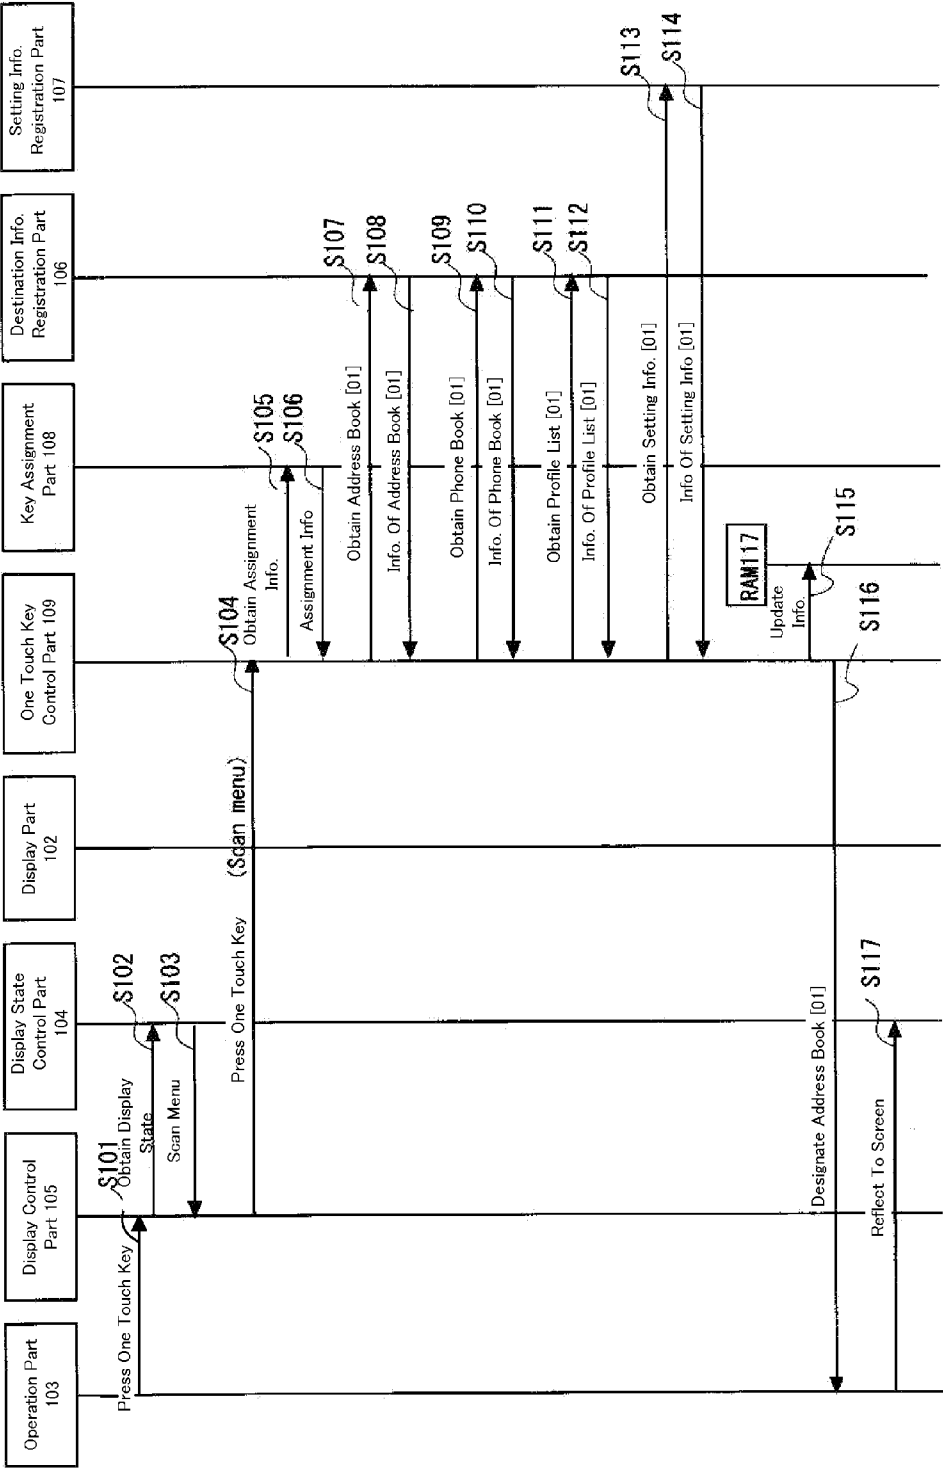 Operation Part
103
Display Control
Part 105
Display State
Control Part
104
Display Part
102
One Touch Key
Control Part 109
Key Assignment
Part 108
Destination Info.
Registration Part
106
Setting Info.
Registration Part
107
Press One Touch Key
S101
Obtain Display
State
S102
Scan Menu
S103
Press One Touch Key
(Scan menu)
S104
Obtain Assignment
Info.
S105
Assignment Info
S106
Obtain Address Book [01]
S107
Info. Of Address Book [01]
S108
Obtain Phone Book [01]
S109
Info. Of Phone Book [01]
S110
Obtain Profile List [01]
S111
Info. Of Profile List [01]
S112
Obtain Setting Info. [01]
S113
Info Of Setting Info [01]
S114
RAM117
Update
Info.
S115
Designate Address Book [01]
S116
Reflect To Screen
S117